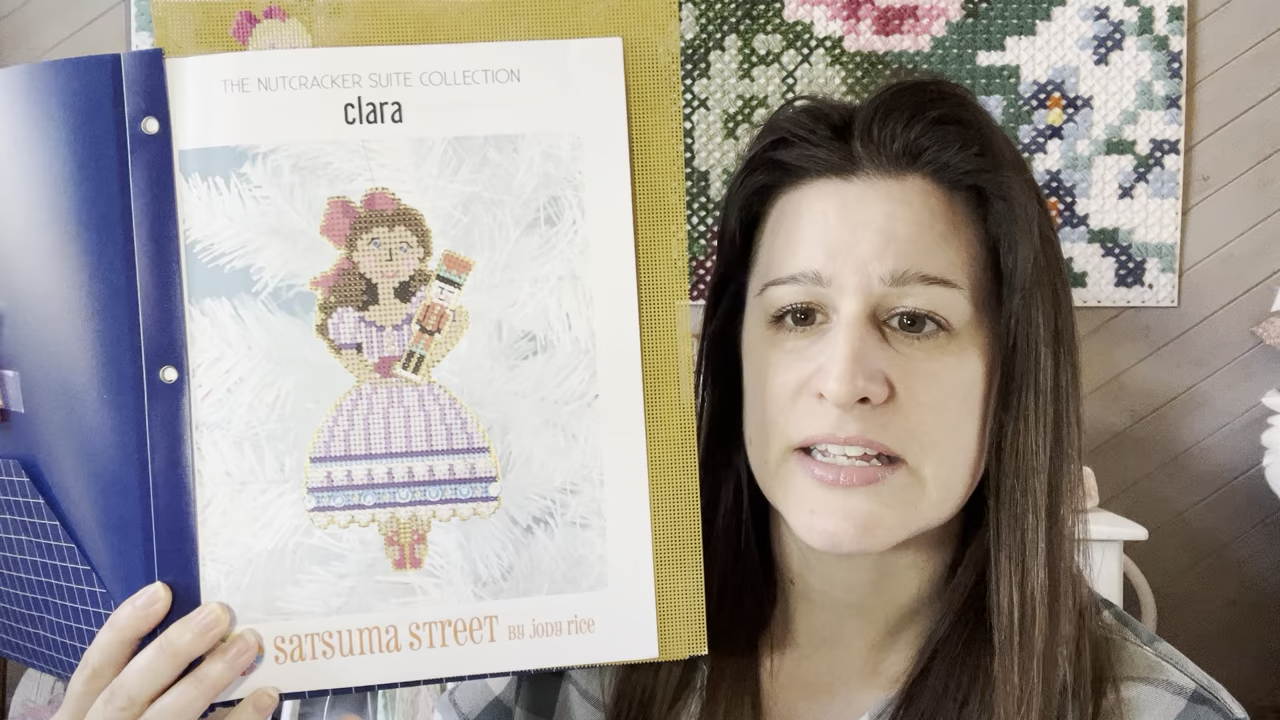 THE NUTCRACKER SUITE COLLECTION
clara
SATSUMA STREET BY JODY RICE